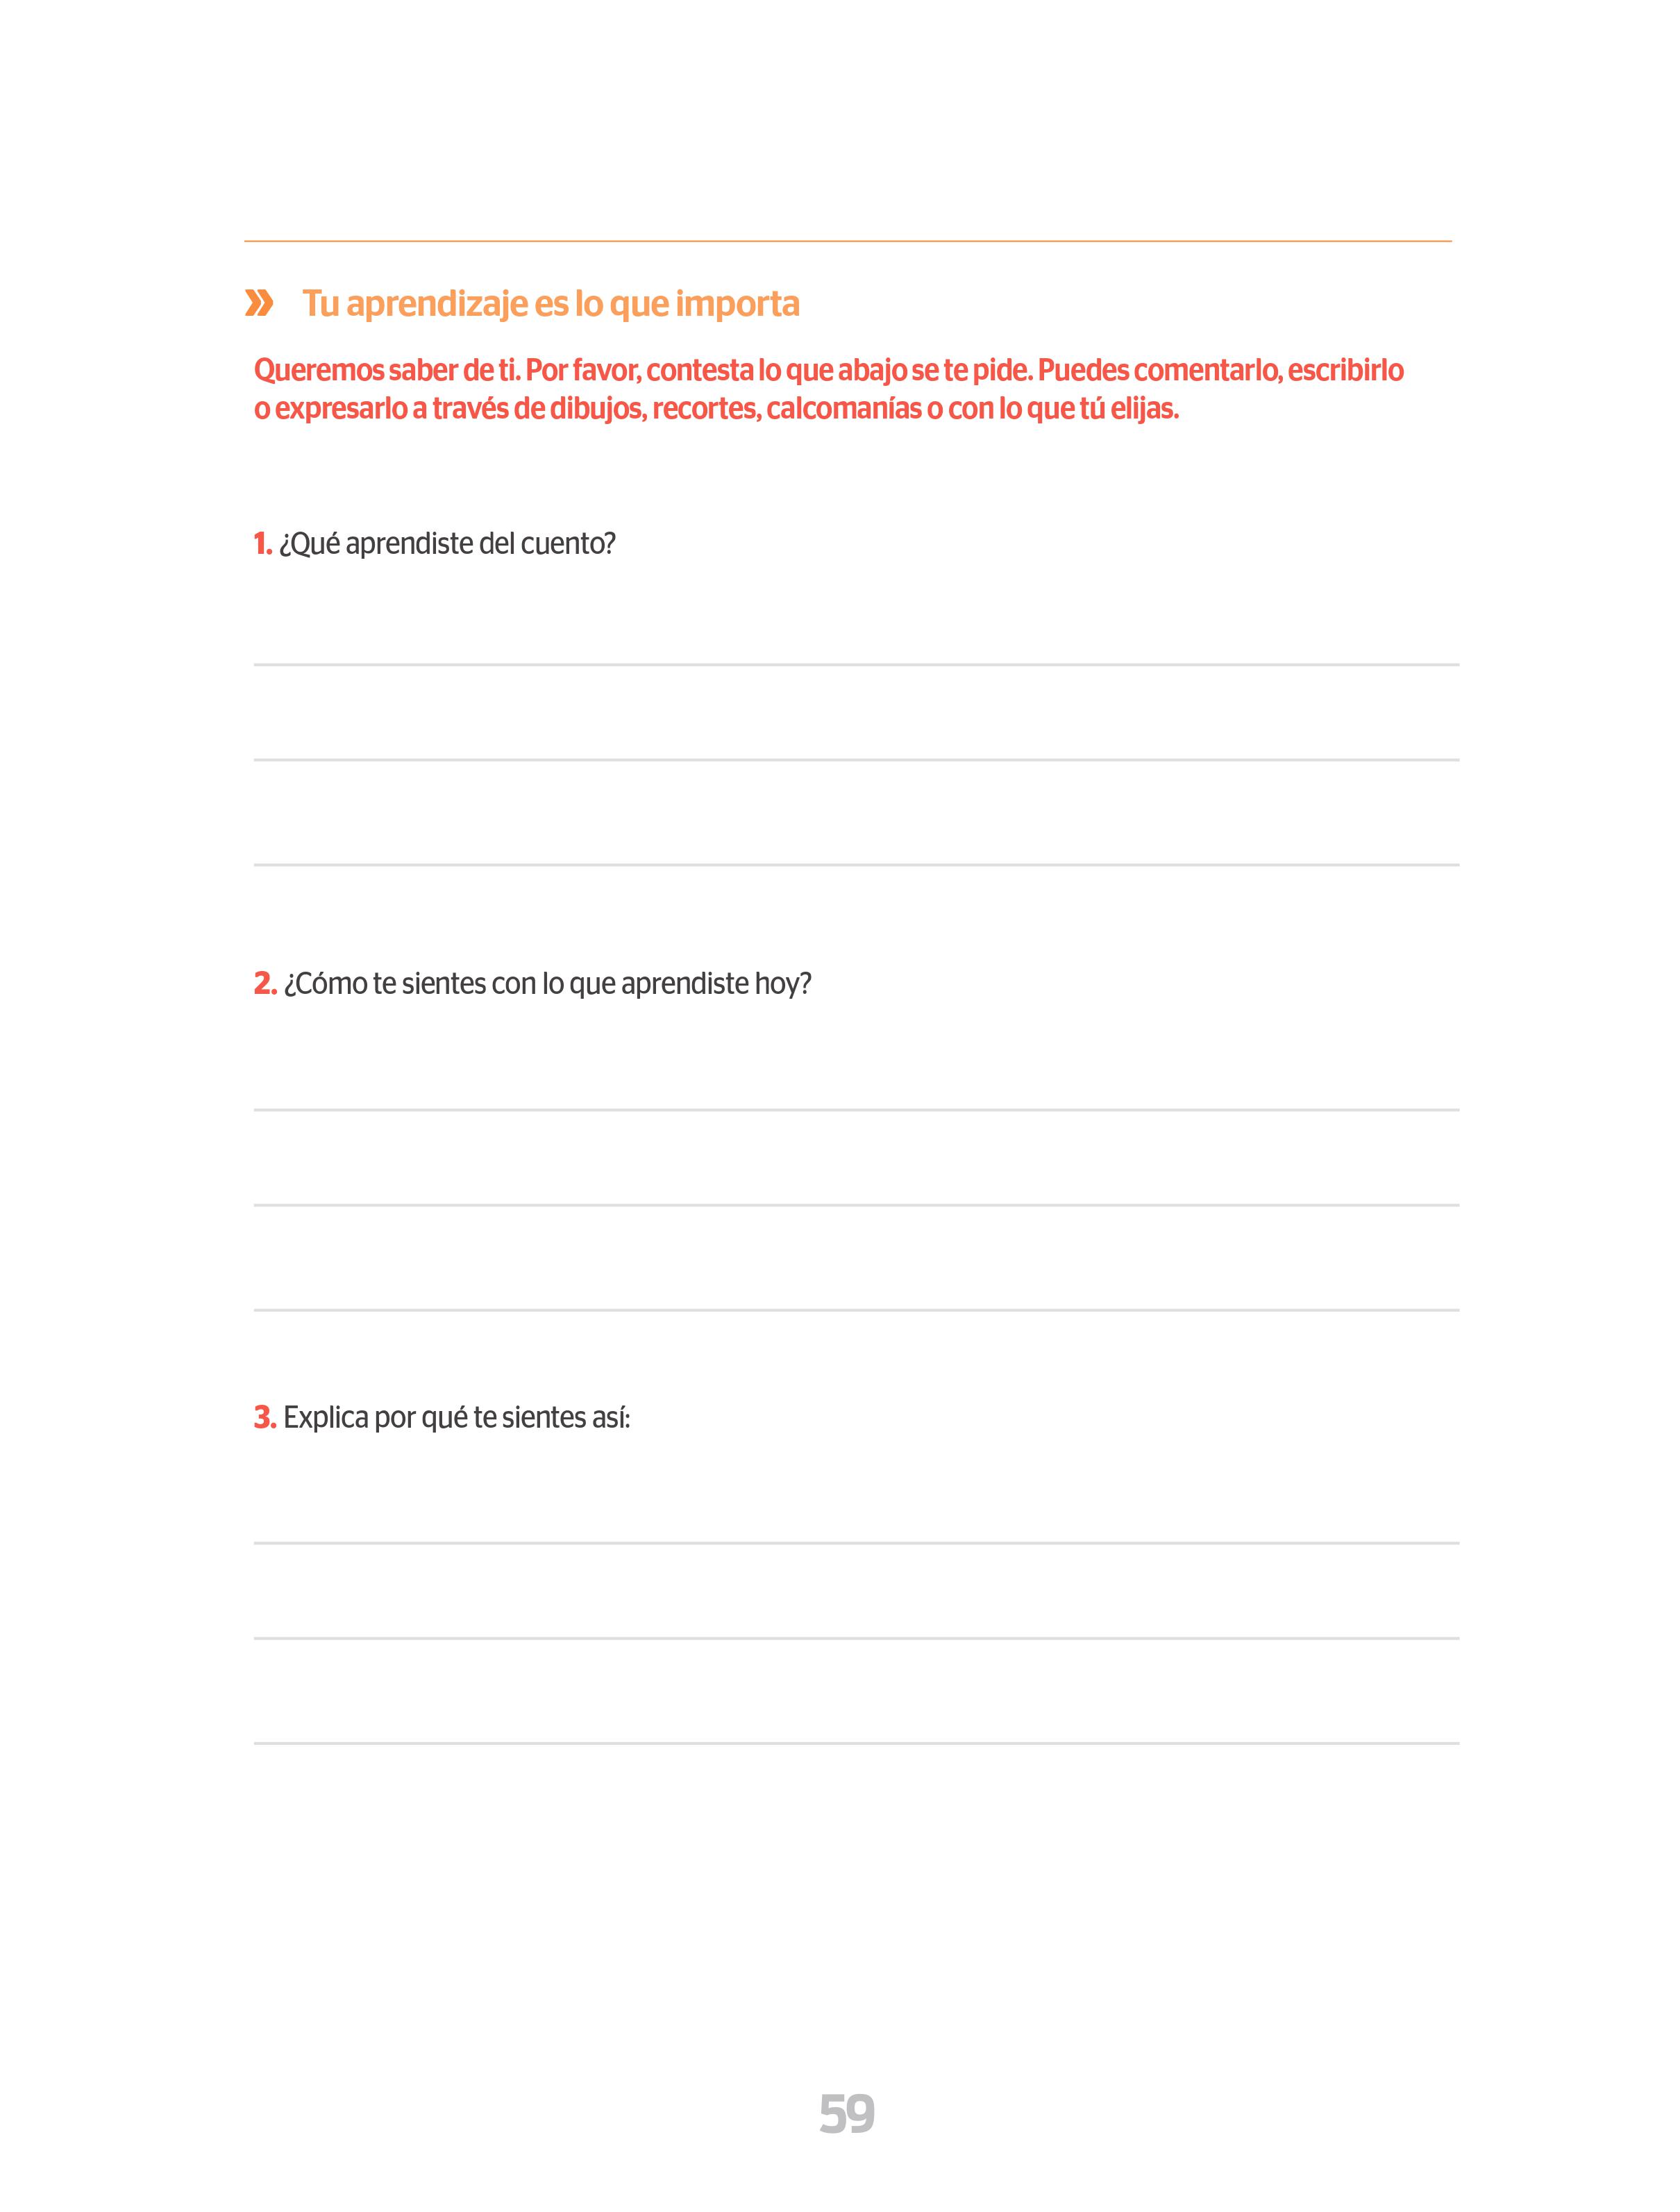 » Tu aprendizaje es lo que importa
Queremos saber de ti. Por favor, contesta lo que abajo se te pide. Puedes comentarlo, escribirlo
o expresarlo a través de dibujos, recortes, calcomanías o con lo que tú elijas.
1. ¿Qué aprendiste del cuento?
2. ¿Cómo te sientes con lo que aprendiste hoy?
3. Explica por qué te sientes así:
59